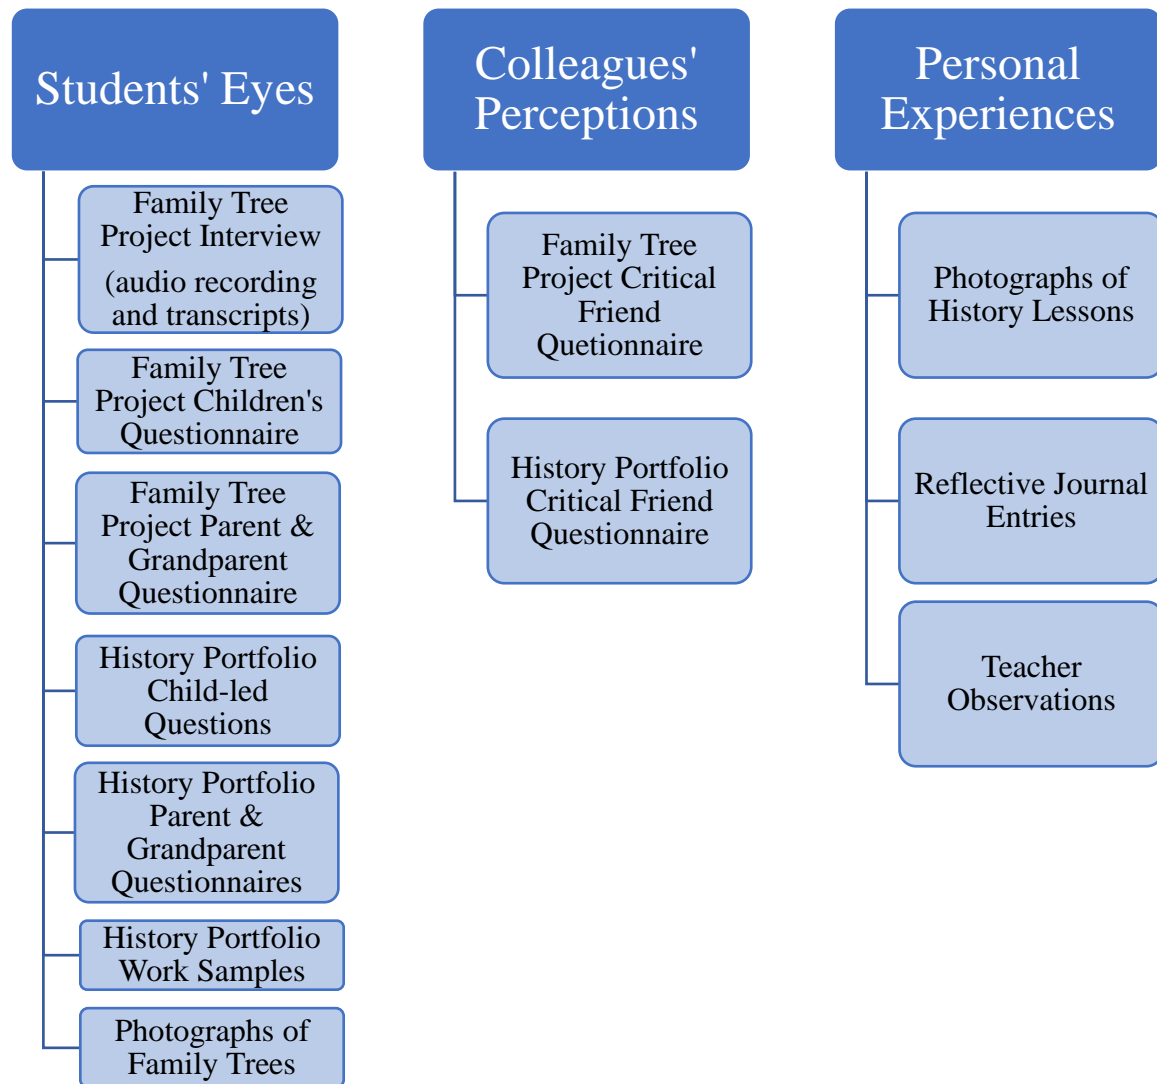 Students' Eyes
Family Tree
Project Interview
(audio recording
and transcripts)
Family Tree
Project Children's
Questionnaire
Family Tree
Project Parent &
Grandparent
Questionnaire
History Portfolio
Child-led
Questions
History Portfolio
Parent &
Grandparent
Questionnaires
History Portfolio
Work Samples
Photographs of
Family Trees
Colleagues'
Perceptions
Family Tree
Project Critical
Friend
Quetionnaire
History Portfolio
Critical Friend
Questionnaire
Personal
Experiences
Photographs of
History Lessons
Reflective Journal
Entries
Teacher
Observations